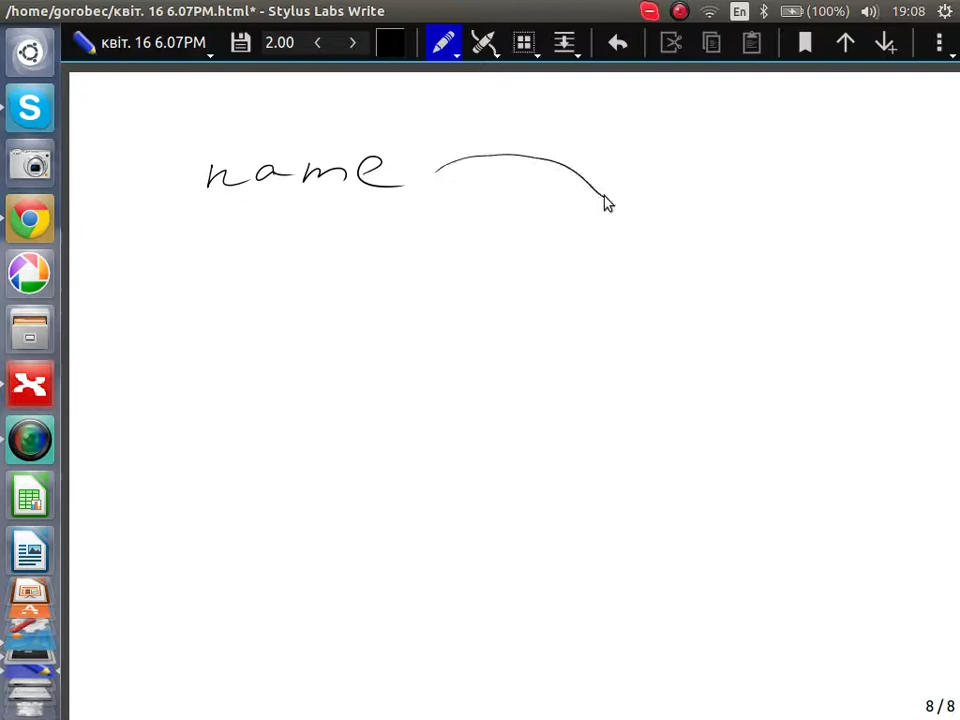 /home/gorobec/квіт. 16 6.07PM.html* - Stylus Labs Write En (100%) 19:08
квіт. 16 6.07PM 2.00
name
S
A
8 / 8